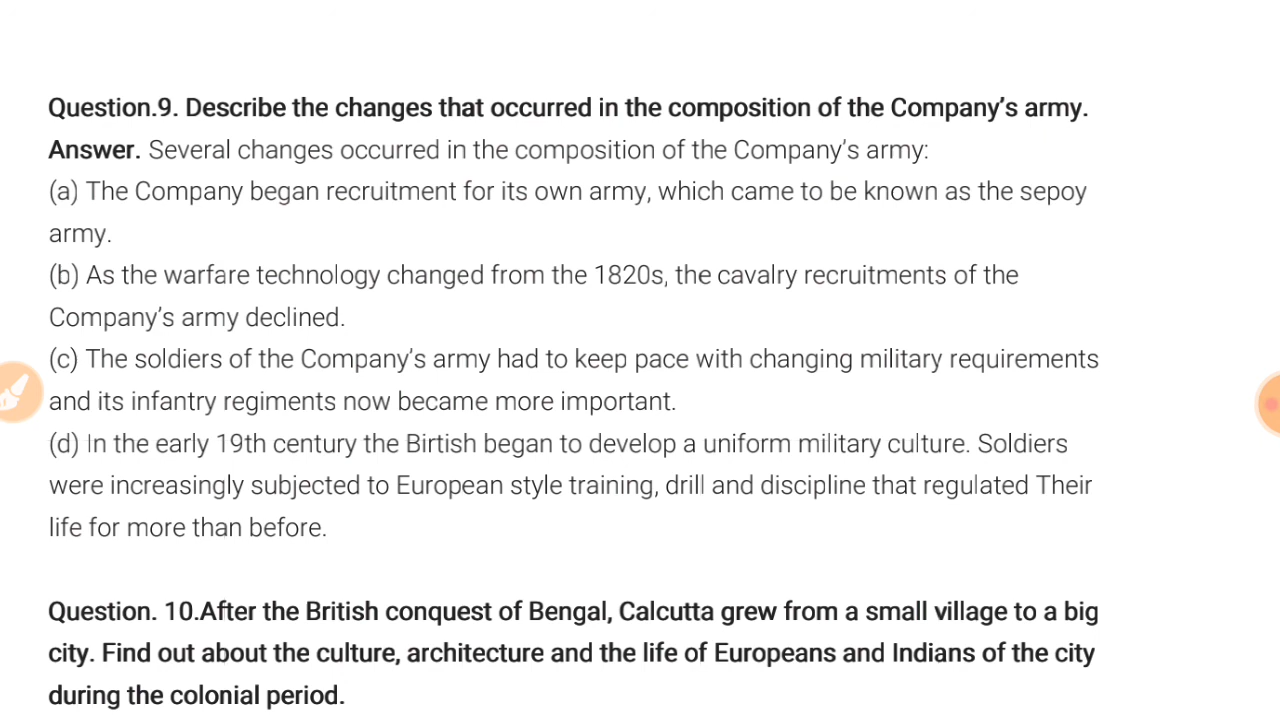 Question.9. Describe the changes that occurred in the composition of the Company's army.
Answer. Several changes occurred in the composition of the Company's army:
(a) The Company began recruitment for its own army, which came to be known as the sepoy
army.
(b) As the warfare technology changed from the 1820s, the cavalry recruitments of the
Company's army declined.
(c) The soldiers of the Company's army had to keep pace with changing military requirements
and its infantry regiments now became more important.
(d) In the early 19th century the Birtish began to develop a uniform military culture. Soldiers
were increasingly subjected to European style training, drill and discipline that regulated Their
life for more than before.
Question. 10.After the British conquest of Bengal, Calcutta grew from a small village to a big
city. Find out about the culture, architecture and the life of Europeans and Indians of the city
during the colonial period.